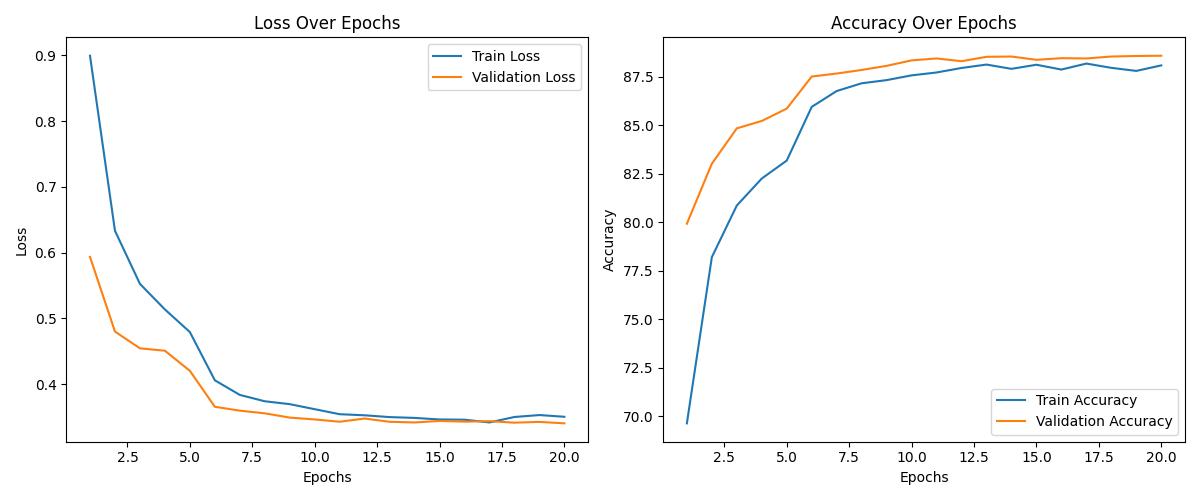 Loss Over Epochs
Train Loss
Validation Loss
0.9
0.8
0.7
0.6
0.5
0.4
Loss
2.5 5.0 7.5 10.0 12.5 15.0 17.5 20.0
Epochs
Accuracy Over Epochs
87.5
85.0
82.5
80.0
77.5
75.0
72.5
70.0
Accuracy
Train Accuracy
Validation Accuracy
2.5 5.0 7.5 10.0 12.5 15.0 17.5 20.0
Epochs